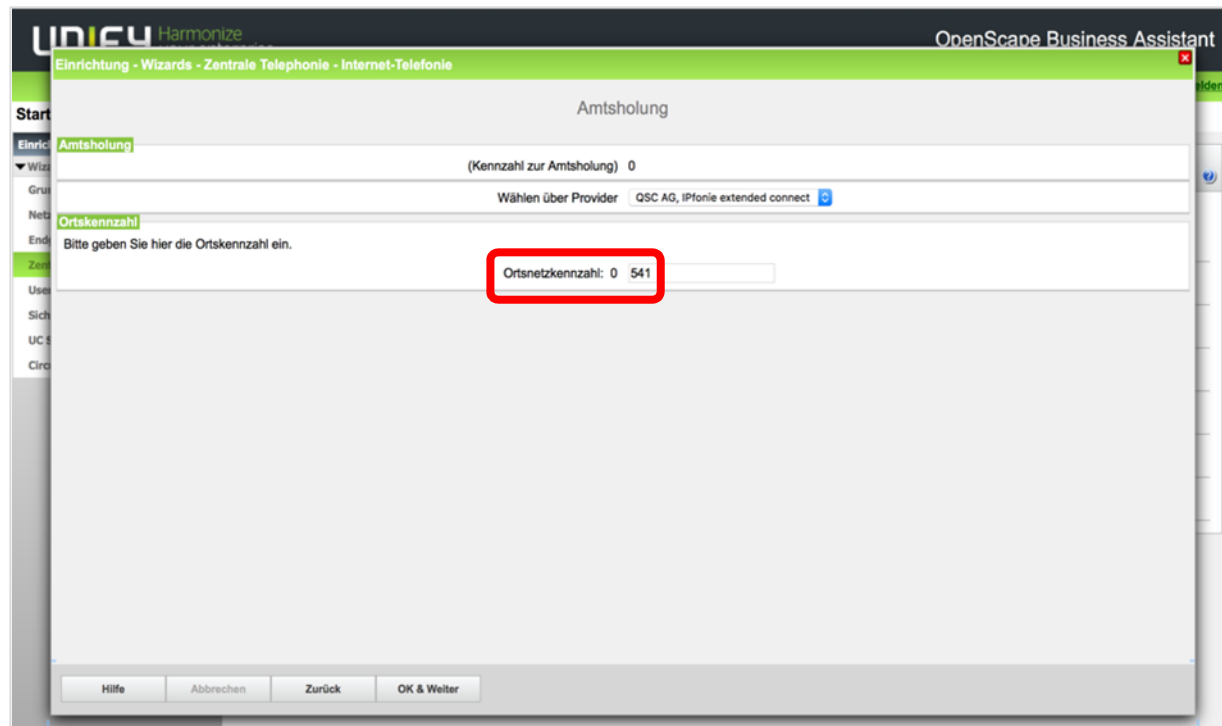 UNIFY Harmonize
OpenScape Business Assistant
Einrichtung - Wizards - Zentrale Telephonie - Internet-Telefonie
Amtsholung
Start
Amtsholung
(Kennzahl zur Amtsholung) 0
Wählen über Provider QSC AG, IPfonie extended connect
Ortskennzahl
Bitte geben Sie hier die Ortskennzahl ein.
Ortsnetzkennzahl: 0 541
UC S
Hilfe Abbrechen Zurück OK & Weiter